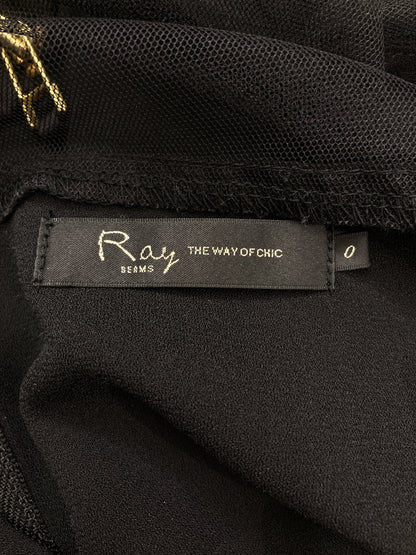 Ray
BEAMS
THE WAY OF CHIC
0